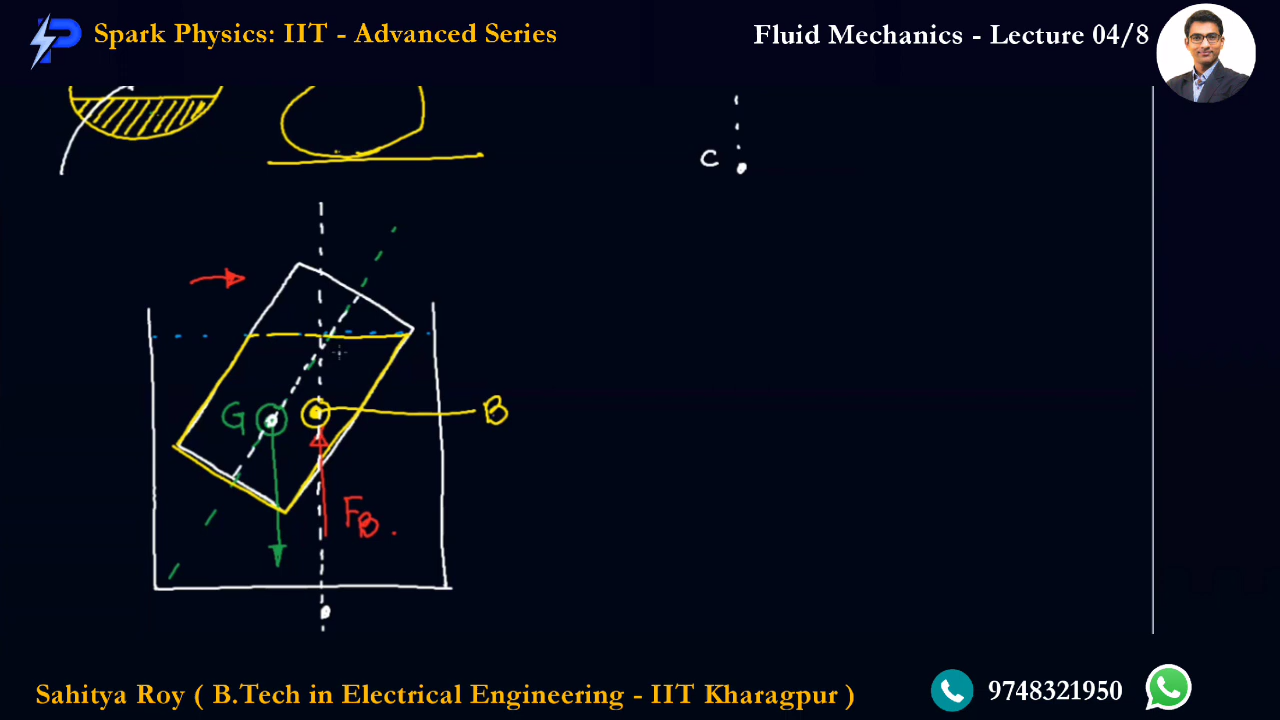 Spark Physics: IIT - Advanced Series
Fluid Mechanics - Lecture 04/8
C
G
B
FB.
Sahitya Roy ( B.Tech in Electrical Engineering - IIT Kharagpur )
9748321950